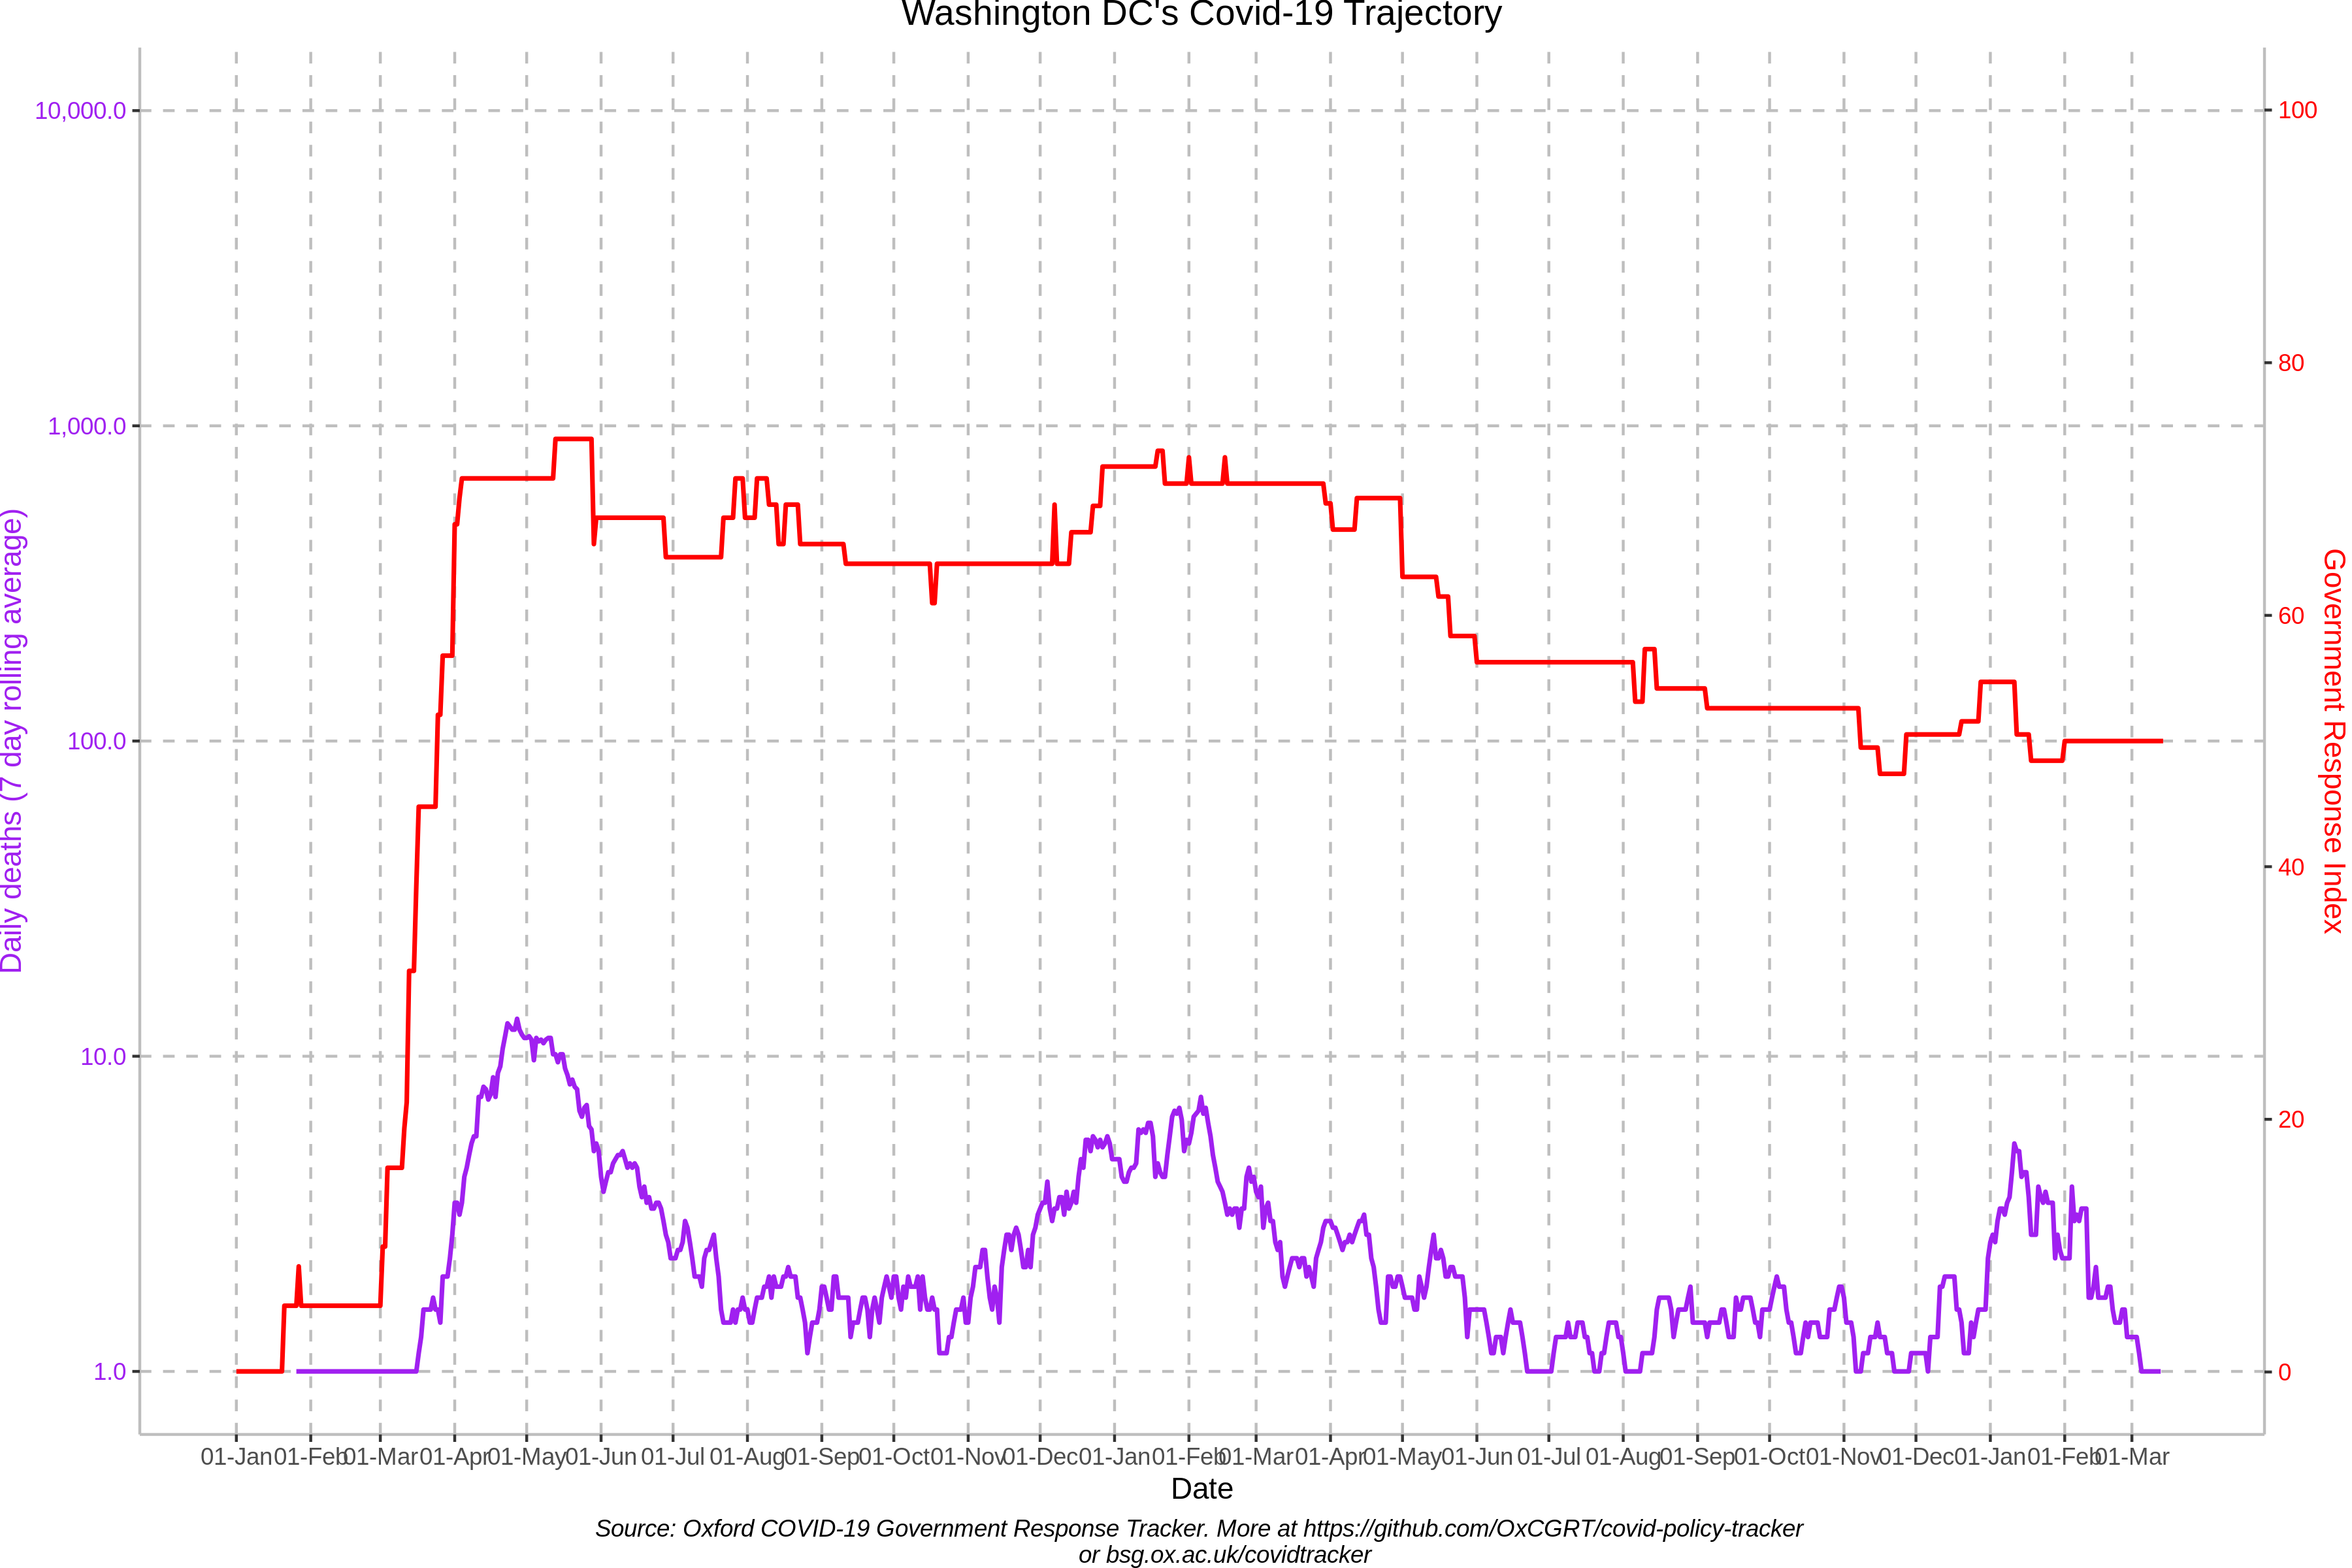 Washington DC's Covid-19 Trajectory
10,000.0
1,000.0
100.0
10.0
1.0
Daily deaths (7 day rolling average)
100
80
60
40
20
0
Government Response Index
01-Jan 01-Feb 01-Mar 01-Apr 01-May 01-Jun 01-Jul 01-Aug 01-Sep 01-Oct 01-Nov 01-Dec 01-Jan 01-Feb 01-Mar 01-Apr 01-May 01-Jun 01-Jul 01-Aug 01-Sep 01-Oct 01-Nov 01-Dec 01-Jan 01-Feb 01-Mar
Date
Source: Oxford COVID-19 Government Response Tracker. More at https://github.com/OxCGRT/covid-policy-tracker
or bsg.ox.ac.uk/covidtracker